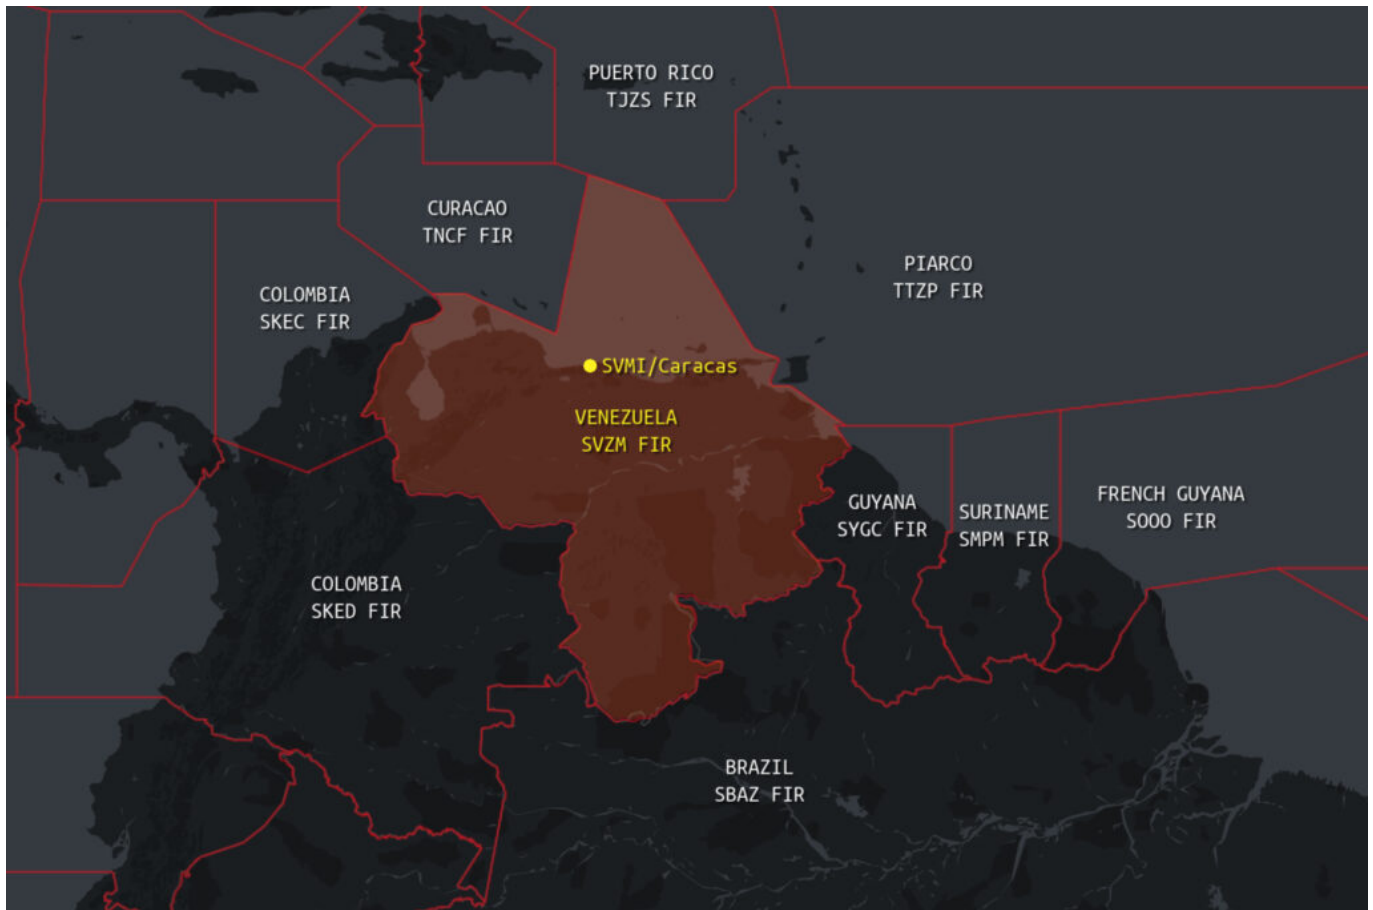 PUERTO RICO
TJZS FIR
CURACAO
TNCF FIR
PIARCO
TTZP FIR
COLOMBIA
SKEC FIR
SVMI/Caracas
VENEZUELA
SVZM FIR
GUYANA
SYGC FIR
SURINAME
SMPM FIR
FRENCH GUYANA
SOOO FIR
COLOMBIA
SKED FIR
BRAZIL
SBAZ FIR